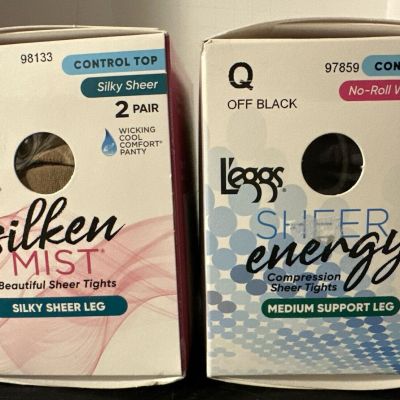 98133
CONTROL TOP
Silky Sheer
2 PAIR
WICKING
COOL
COMFORT®
PANTY
silken
MIST®
Beautiful Sheer Tights
SILKY SHEER LEG
Q
OFF BLACK
97859
CON
No-Roll W
L'eggs®
SHEER
energy
Compression
Sheer Tights
MEDIUM SUPPORT LEG